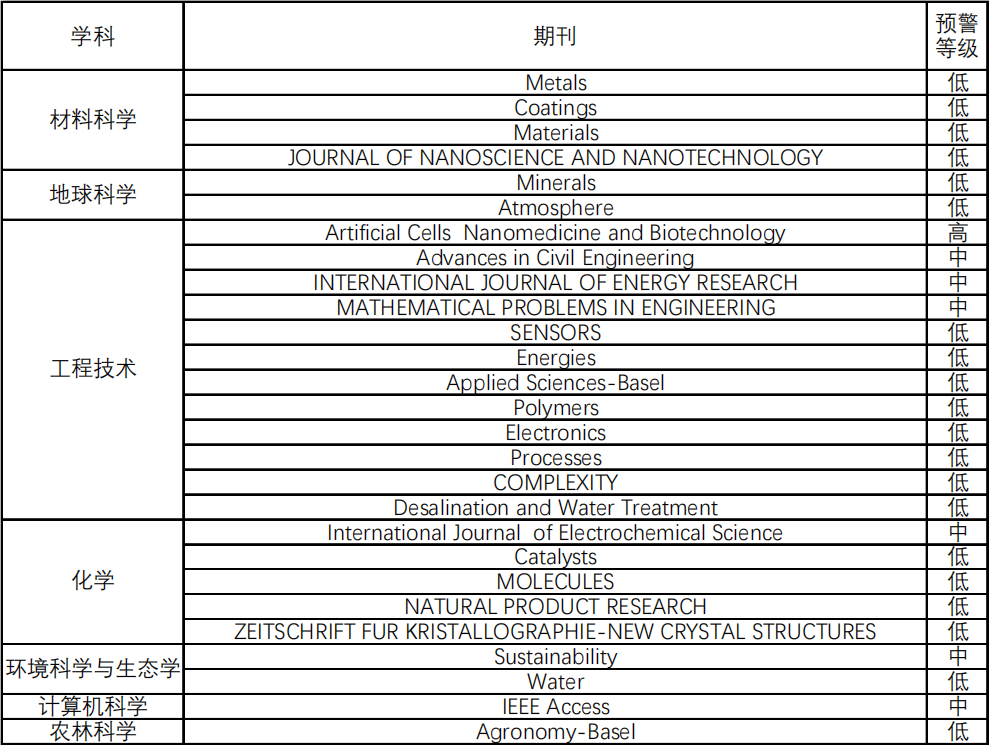 学科 期刊 预警等级
材料科学 Metals 低
Coatings 低
Materials 低
JOURNAL OF NANOSCIENCE AND NANOTECHNOLOGY 低
地球科学 Minerals 低
Atmosphere 低
工程技术 Artificial Cells  Nanomedicine and Biotechnology 高
Advances in Civil Engineering 中
INTERNATIONAL JOURNAL OF ENERGY RESEARCH 中
MATHEMATICAL PROBLEMS IN ENGINEERING 中
SENSORS 低
Energies 低
Applied Sciences-Basel 低
Polymers 低
Electronics 低
Processes 低
COMPLEXITY 低
Desalination and Water Treatment 低
化学 International Journal  of Electrochemical Science 中
Catalysts 低
MOLECULES 低
NATURAL PRODUCT RESEARCH 低
ZEITSCHRIFT FUR KRISTALLOGRAPHIE-NEW CRYSTAL STRUCTURES 低
环境科学与生态学 Sustainability 中
Water 低
计算机科学 IEEE Access 中
农林科学 Agronomy-Basel 低